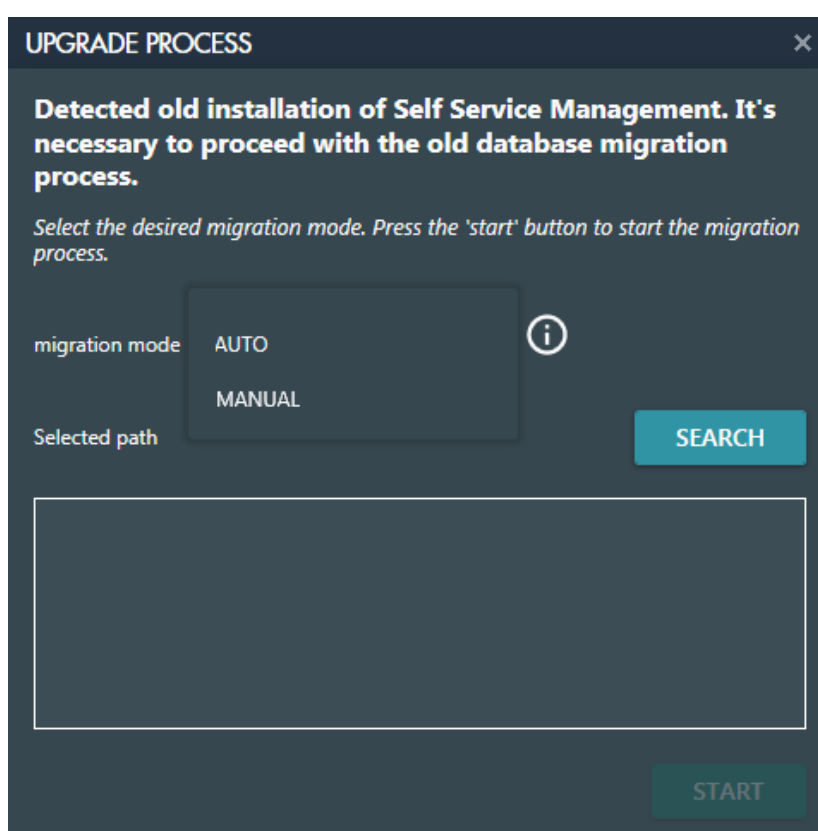 UPGRADE PROCESS
Detected old installation of Self Service Management. It's
necessary to proceed with the old database migration
process.
Select the desired migration mode. Press the 'start' button to start the migration
process.
migration mode
AUTO
MANUAL
Selected path
SEARCH
START